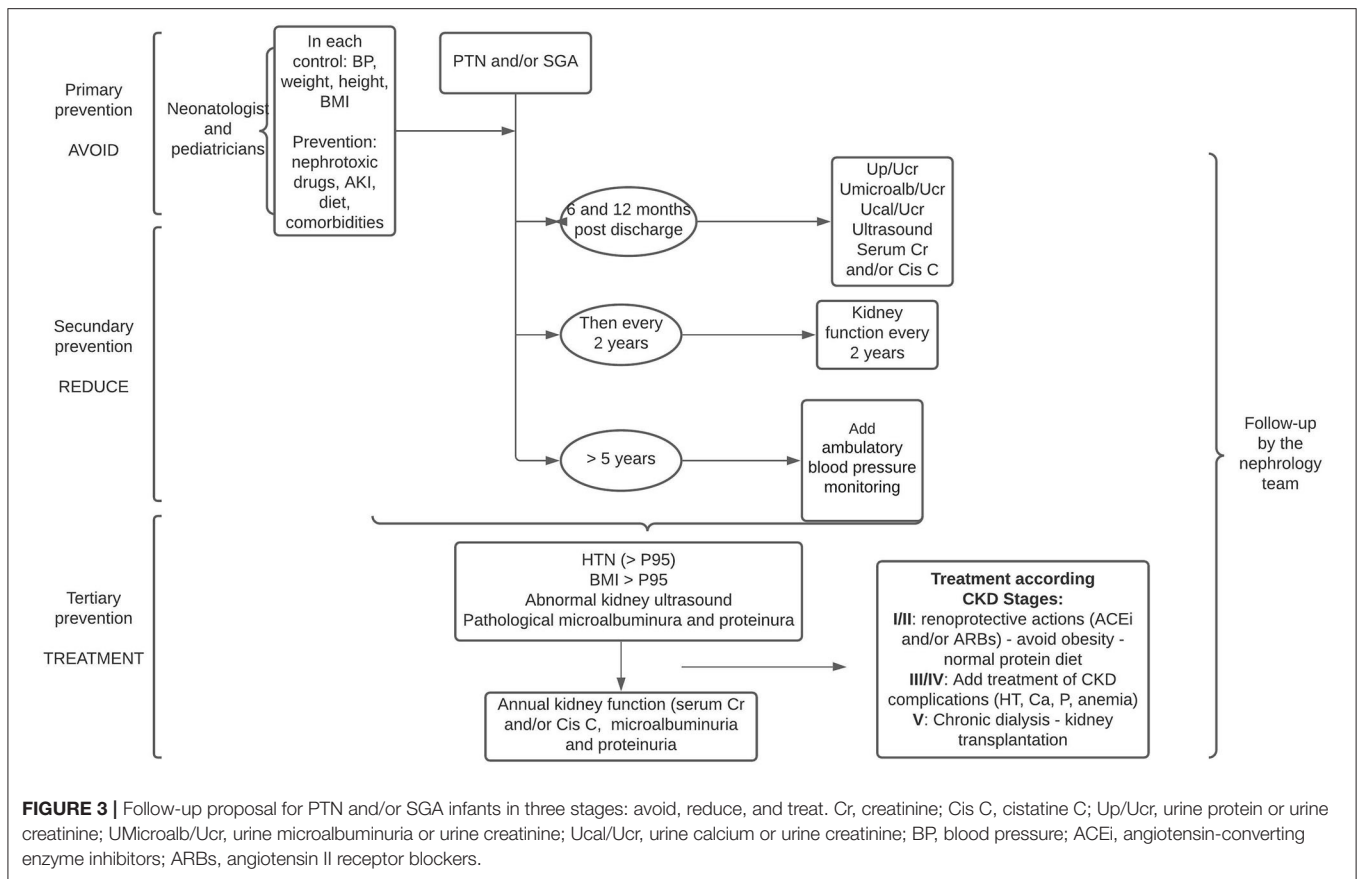 Primary
prevention
AVOID
Neonatologist
and
pediatricians
In each
control: BP,
weight, height,
BMI
Prevention:
nephrotoxic
drugs, AKI,
diet,
comorbidities
PTN and/or SGA
6 and 12 months
post discharge
Up/Ucr
Umicroalb/Ucr
Ucal/Ucr
Ultrasound
Serum Cr
and/or Cis C
Secundary
prevention
REDUCE
Then every
2 years
Kidney
function every
2 years
> 5 years
Add
ambulatory
blood pressure
monitoring
Follow-up
by the
nephrology
team
Tertiary
prevention
TREATMENT
HTN (> P95)
BMI > P95
Abnormal kidney ultrasound
Pathological microalbuminura and proteinura
Annual kidney function (serum Cr
and/or Cis C, microalbuminuria
and proteinuria
Treatment according
CKD Stages:
I/II: renoprotective actions (ACEi
and/or ARBs) - avoid obesity -
normal protein diet
III/IV: Add treatment of CKD
complications (HT, Ca, P, anemia)
V: Chronic dialysis - kidney
transplantation
FIGURE 3 | Follow-up proposal for PTN and/or SGA infants in three stages: avoid, reduce, and treat. Cr, creatinine; Cis C, cistatine C; Up/Ucr, urine protein or urine
creatinine; UMicroalb/Ucr, urine microalbuminuria or urine creatinine; Ucal/Ucr, urine calcium or urine creatinine; BP, blood pressure; ACEi, angiotensin-converting
enzyme inhibitors; ARBs, angiotensin II receptor blockers.